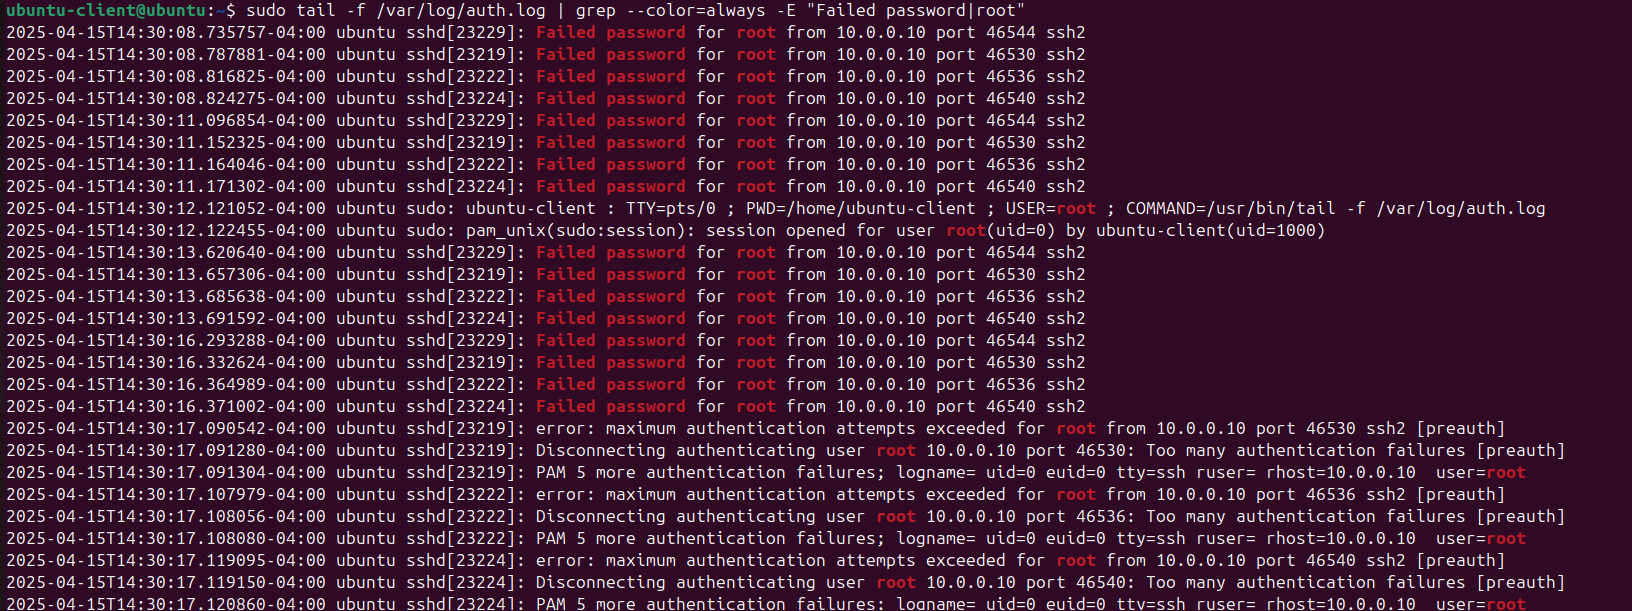 ubuntu-client@ubuntu:~$ sudo tail -f /var/log/auth.log | grep --color=always -E "Failed password|root"
2025-04-15T14:30:08.735757-04:00 ubuntu sshd[23229]: Failed password for root from 10.0.0.10 port 46544 ssh2
2025-04-15T14:30:08.787881-04:00 ubuntu sshd[23219]: Failed password for root from 10.0.0.10 port 46530 ssh2
2025-04-15T14:30:08.816825-04:00 ubuntu sshd[23222]: Failed password for root from 10.0.0.10 port 46536 ssh2
2025-04-15T14:30:08.824275-04:00 ubuntu sshd[23224]: Failed password for root from 10.0.0.10 port 46540 ssh2
2025-04-15T14:30:11.096854-04:00 ubuntu sshd[23229]: Failed password for root from 10.0.0.10 port 46544 ssh2
2025-04-15T14:30:11.152325-04:00 ubuntu sshd[23219]: Failed password for root from 10.0.0.10 port 46530 ssh2
2025-04-15T14:30:11.164046-04:00 ubuntu sshd[23222]: Failed password for root from 10.0.0.10 port 46536 ssh2
2025-04-15T14:30:11.171302-04:00 ubuntu sshd[23224]: Failed password for root from 10.0.0.10 port 46540 ssh2
2025-04-15T14:30:12.121052-04:00 ubuntu sudo: ubuntu-client : TTY=pts/0 ; PWD=/home/ubuntu-client ; USER=root ; COMMAND=/usr/bin/tail -f /var/log/auth.log
2025-04-15T14:30:12.122455-04:00 ubuntu sudo: pam_unix(sudo:session): session opened for user root(uid=0) by ubuntu-client(uid=1000)
2025-04-15T14:30:13.620640-04:00 ubuntu sshd[23229]: Failed password for root from 10.0.0.10 port 46544 ssh2
2025-04-15T14:30:13.657306-04:00 ubuntu sshd[23219]: Failed password for root from 10.0.0.10 port 46530 ssh2
2025-04-15T14:30:13.685638-04:00 ubuntu sshd[23222]: Failed password for root from 10.0.0.10 port 46536 ssh2
2025-04-15T14:30:13.691592-04:00 ubuntu sshd[23224]: Failed password for root from 10.0.0.10 port 46540 ssh2
2025-04-15T14:30:16.293288-04:00 ubuntu sshd[23229]: Failed password for root from 10.0.0.10 port 46544 ssh2
2025-04-15T14:30:16.332624-04:00 ubuntu sshd[23219]: Failed password for root from 10.0.0.10 port 46530 ssh2
2025-04-15T14:30:16.364989-04:00 ubuntu sshd[23222]: Failed password for root from 10.0.0.10 port 46536 ssh2
2025-04-15T14:30:16.371002-04:00 ubuntu sshd[23224]: Failed password for root from 10.0.0.10 port 46540 ssh2
2025-04-15T14:30:17.090542-04:00 ubuntu sshd[23219]: error: maximum authentication attempts exceeded for root from 10.0.0.10 port 46530 ssh2 [preauth]
2025-04-15T14:30:17.091280-04:00 ubuntu sshd[23219]: Disconnecting authenticating user root 10.0.0.10 port 46530: Too many authentication failures [preauth]
2025-04-15T14:30:17.091304-04:00 ubuntu sshd[23219]: PAM 5 more authentication failures; logname= uid=0 euid=0 tty=ssh ruser= rhost=10.0.0.10  user=root
2025-04-15T14:30:17.107979-04:00 ubuntu sshd[23222]: error: maximum authentication attempts exceeded for root from 10.0.0.10 port 46536 ssh2 [preauth]
2025-04-15T14:30:17.108056-04:00 ubuntu sshd[23222]: Disconnecting authenticating user root 10.0.0.10 port 46536: Too many authentication failures [preauth]
2025-04-15T14:30:17.108080-04:00 ubuntu sshd[23222]: PAM 5 more authentication failures; logname= uid=0 euid=0 tty=ssh ruser= rhost=10.0.0.10  user=root
2025-04-15T14:30:17.119095-04:00 ubuntu sshd[23224]: error: maximum authentication attempts exceeded for root from 10.0.0.10 port 46540 ssh2 [preauth]
2025-04-15T14:30:17.119150-04:00 ubuntu sshd[23224]: Disconnecting authenticating user root 10.0.0.10 port 46540: Too many authentication failures [preauth]
2025-04-15T14:30:17.120860-04:00 ubuntu sshd[23224]: PAM 5 more authentication failures; logname= uid=0 euid=0 tty=ssh ruser= rhost=10.0.0.10  user=root